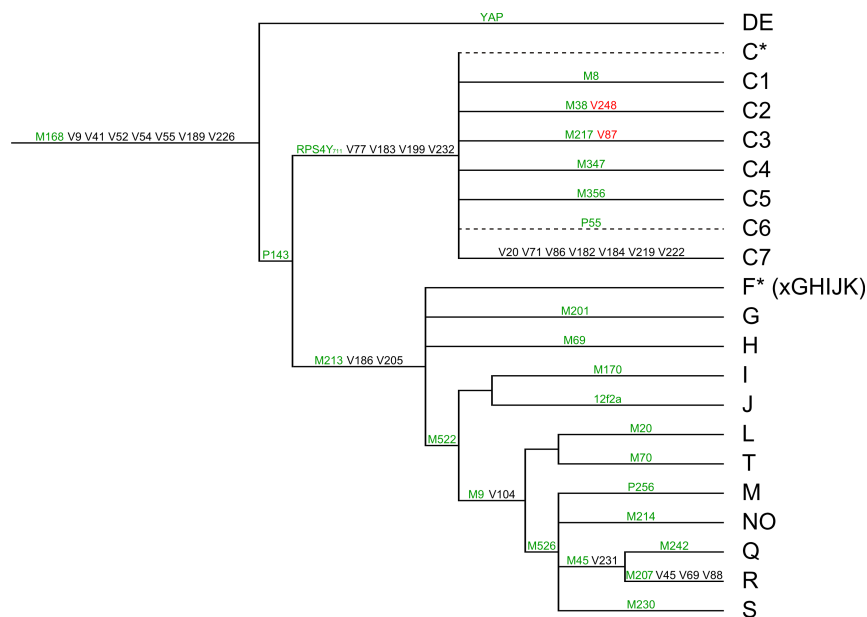 YAP DE
C*
M8 C1
M38 V248 C2
M168 V9 V41 V52 V54 V55 V189 V226
M217 V87 C3
RPS4Y711 V77 V183 V199 V232
M347 C4
M356 C5
P55 C6
P143
V20 V71 V86 V182 V184 V219 V222 C7
F* (xGHIJK)
M201 G
M69 H
M213 V186 V205
M170 I
12f2a J
M20 L
M522
M70 T
P256 M
M9 V104
M214 NO
M526
M242 Q
M45 V231
M207 V45 V69 V88 R
M230 S